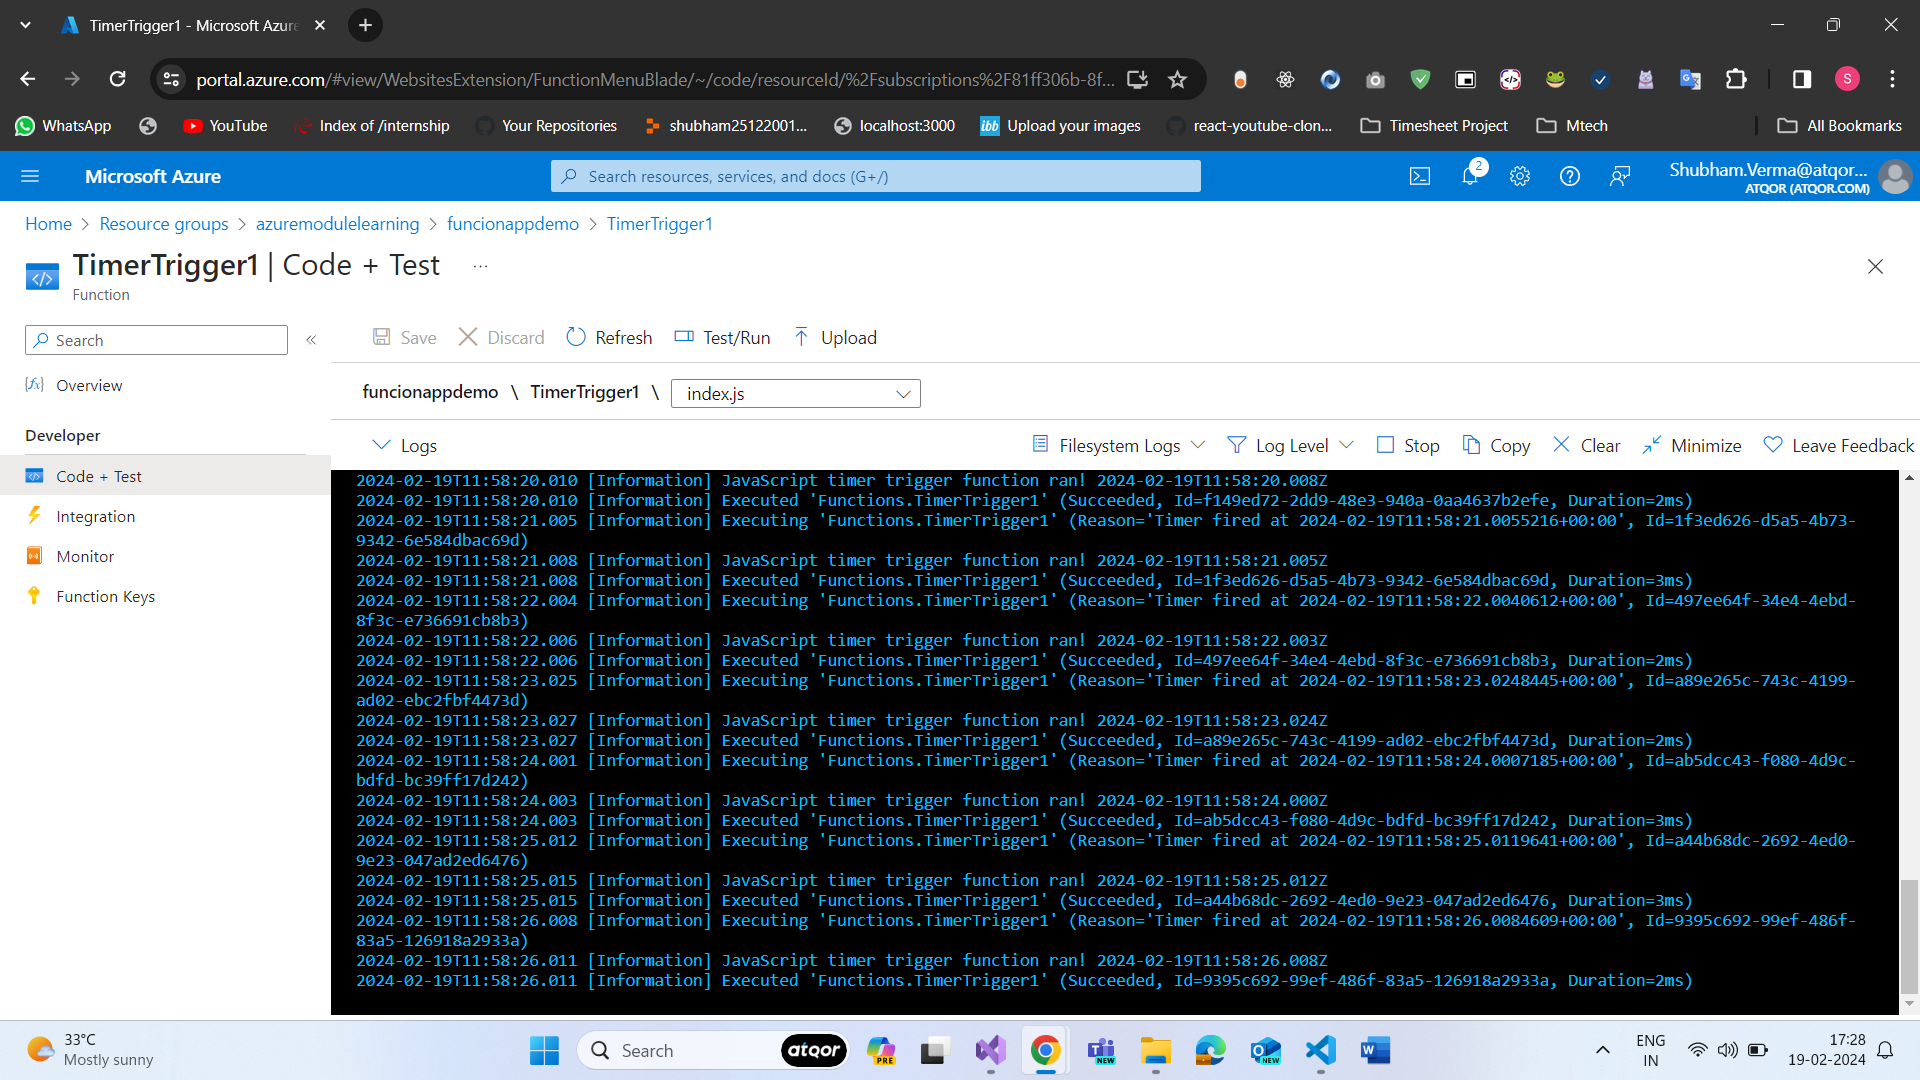 TimerTrigger1 - Microsoft Azure
portal.azure.com/#view/WebsitesExtension/FunctionMenuBlade/~/code/resourceId/%2Fsubscriptions%2F81ff306b-8f...
S
WhatsApp YouTube Index of /internship Your Repositories shubham25122001... localhost:3000 ibb Upload your images react-youtube-clon... Timesheet Project Mtech All Bookmarks
Microsoft Azure
Search resources, services, and docs (G+/)
2
Shubham.Verma@atqor...
ATQOR (ATQOR.COM)
Home > Resource groups > azuremodulelearning > funcionappdemo > TimerTrigger1
TimerTrigger1 | Code + Test ...
Function
Search «
Save Discard Refresh Test/Run Upload
Overview
Developer
Code + Test
Integration
Monitor
Function Keys
funcionappdemo \ TimerTrigger1 \ index.js
Logs Filesystem Logs Log Level Stop Copy Clear Minimize Leave Feedback
2024-02-19T11:58:20.010 [Information] JavaScript timer trigger function ran! 2024-02-19T11:58:20.008Z
2024-02-19T11:58:20.010 [Information] Executed 'Functions.TimerTrigger1' (Succeeded, Id=f149ed72-2dd9-48e3-940a-0aa4637b2efe, Duration=2ms)
2024-02-19T11:58:21.005 [Information] Executing 'Functions.TimerTrigger1' (Reason='Timer fired at 2024-02-19T11:58:21.0055216+00:00', Id=1f3ed626-d5a5-4b73-
9342-6e584dbac69d)
2024-02-19T11:58:21.008 [Information] JavaScript timer trigger function ran! 2024-02-19T11:58:21.005Z
2024-02-19T11:58:21.008 [Information] Executed 'Functions.TimerTrigger1' (Succeeded, Id=1f3ed626-d5a5-4b73-9342-6e584dbac69d, Duration=3ms)
2024-02-19T11:58:22.004 [Information] Executing 'Functions.TimerTrigger1' (Reason='Timer fired at 2024-02-19T11:58:22.0040612+00:00', Id=497ee64f-34e4-4ebd-
8f3c-e736691cb8b3)
2024-02-19T11:58:22.006 [Information] JavaScript timer trigger function ran! 2024-02-19T11:58:22.003Z
2024-02-19T11:58:22.006 [Information] Executed 'Functions.TimerTrigger1' (Succeeded, Id=497ee64f-34e4-4ebd-8f3c-e736691cb8b3, Duration=2ms)
2024-02-19T11:58:23.025 [Information] Executing 'Functions.TimerTrigger1' (Reason='Timer fired at 2024-02-19T11:58:23.0248445+00:00', Id=a89e265c-743c-4199-
ad02-ebc2fbf4473d)
2024-02-19T11:58:23.027 [Information] JavaScript timer trigger function ran! 2024-02-19T11:58:23.024Z
2024-02-19T11:58:23.027 [Information] Executed 'Functions.TimerTrigger1' (Succeeded, Id=a89e265c-743c-4199-ad02-ebc2fbf4473d, Duration=2ms)
2024-02-19T11:58:24.001 [Information] Executing 'Functions.TimerTrigger1' (Reason='Timer fired at 2024-02-19T11:58:24.0007185+00:00', Id=ab5dcc43-f080-4d9c-
bdfd-bc39ff17d242)
2024-02-19T11:58:24.003 [Information] JavaScript timer trigger function ran! 2024-02-19T11:58:24.000Z
2024-02-19T11:58:24.003 [Information] Executed 'Functions.TimerTrigger1' (Succeeded, Id=ab5dcc43-f080-4d9c-bdfd-bc39ff17d242, Duration=3ms)
2024-02-19T11:58:25.012 [Information] Executing 'Functions.TimerTrigger1' (Reason='Timer fired at 2024-02-19T11:58:25.0119641+00:00', Id=a44b68dc-2692-4ed0-
9e23-047ad2ed6476)
2024-02-19T11:58:25.015 [Information] JavaScript timer trigger function ran! 2024-02-19T11:58:25.012Z
2024-02-19T11:58:25.015 [Information] Executed 'Functions.TimerTrigger1' (Succeeded, Id=a44b68dc-2692-4ed0-9e23-047ad2ed6476, Duration=3ms)
2024-02-19T11:58:26.008 [Information] Executing 'Functions.TimerTrigger1' (Reason='Timer fired at 2024-02-19T11:58:26.0084609+00:00', Id=9395c692-99ef-486f-
83a5-126918a2933a)
2024-02-19T11:58:26.011 [Information] JavaScript timer trigger function ran! 2024-02-19T11:58:26.008Z
2024-02-19T11:58:26.011 [Information] Executed 'Functions.TimerTrigger1' (Succeeded, Id=9395c692-99ef-486f-83a5-126918a2933a, Duration=2ms)
33°C
Mostly sunny
Search atqor
PRE
NEW
NEW
ENG
IN
17:28
19-02-2024